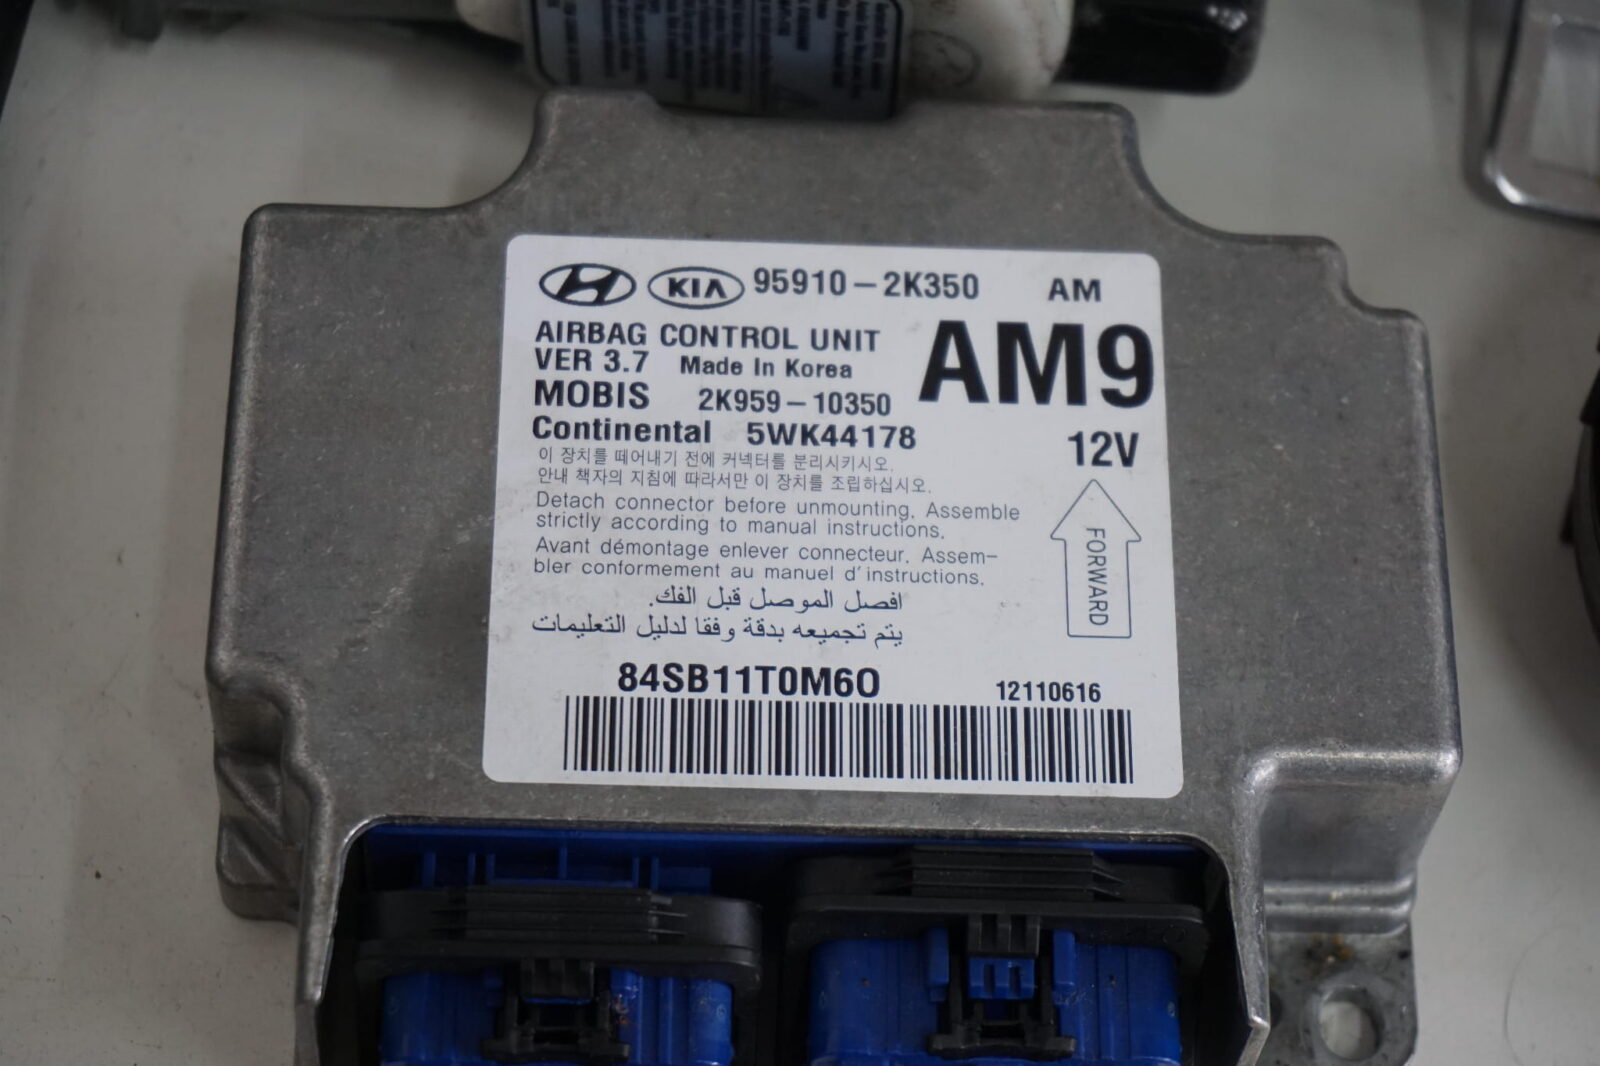 KIA 95910-2K350 AM
AIRBAG CONTROL UNIT
VER 3.7 Made In Korea
AM9
MOBIS 2K959-10350
Continental 5WK44178
12V
이 장치를 떼어내기 전에 커넥터를 분리시키시오.
안내 책자의 지침에 따라서만 이 장치를 조립하십시오.
Detach connector before unmounting, Assemble
strictly according to manual instructions.
Avant démontage enlever connecteur. Assem-
bler conformement au manuel d'instructions.
FORWARD
افصل الموصل قبل الفك.
يتم تجميعه بدقة وفقا لدليل التعليمات
84SB11T0M6O
12110616